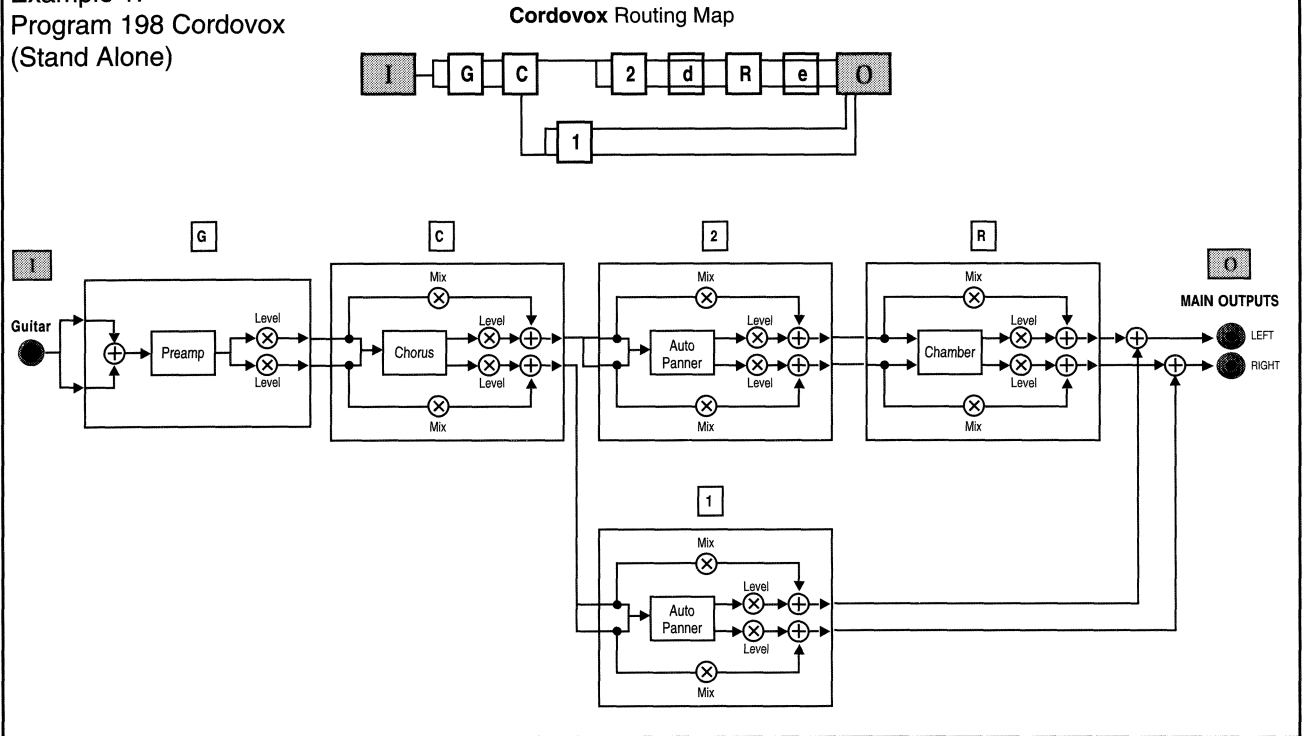 Program 198 Cordovox
(Stand Alone)
Cordovox Routing Map
I G C 2 d R e O
1
G C 2 R
I O
MAIN OUTPUTS
Guitar
LEFT
RIGHT
Preamp
Level
Level
Mix
Chorus
Level
Level
Mix
Mix
Auto
Panner
Level
Level
Mix
Mix
Chamber
Level
Level
Mix
1
Mix
Auto
Panner
Level
Level
Mix